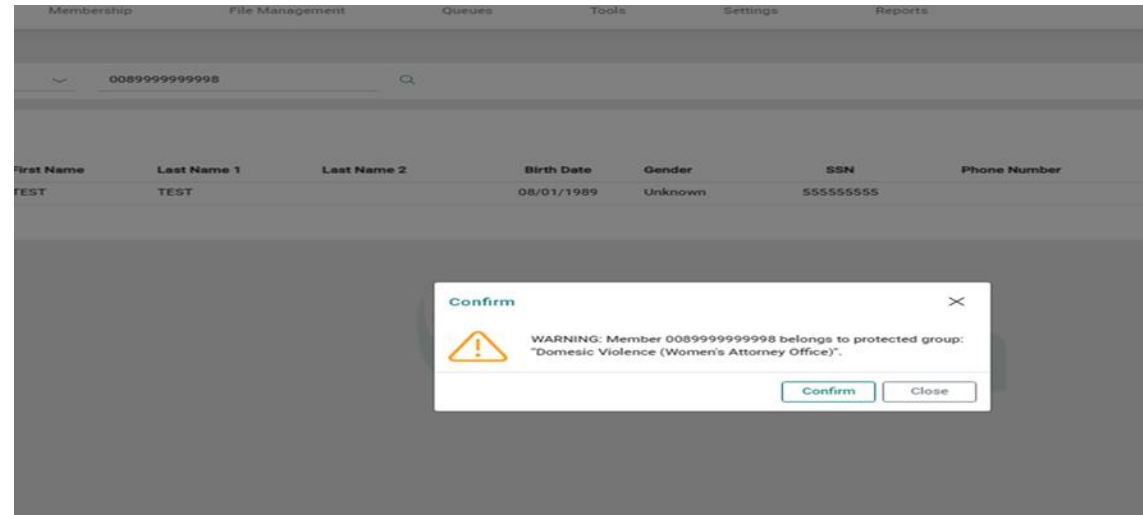 Membership File Management Queues Tools Settings Reports
0089999999998
First Name Last Name 1 Last Name 2 Birth Date Gender SSN Phone Number
TEST TEST 08/01/1989 Unknown 555555555
Confirm
WARNING: Member 0089999999998 belongs to protected group:
"Domesic Violence (Women's Attorney Office)".
Confirm Close